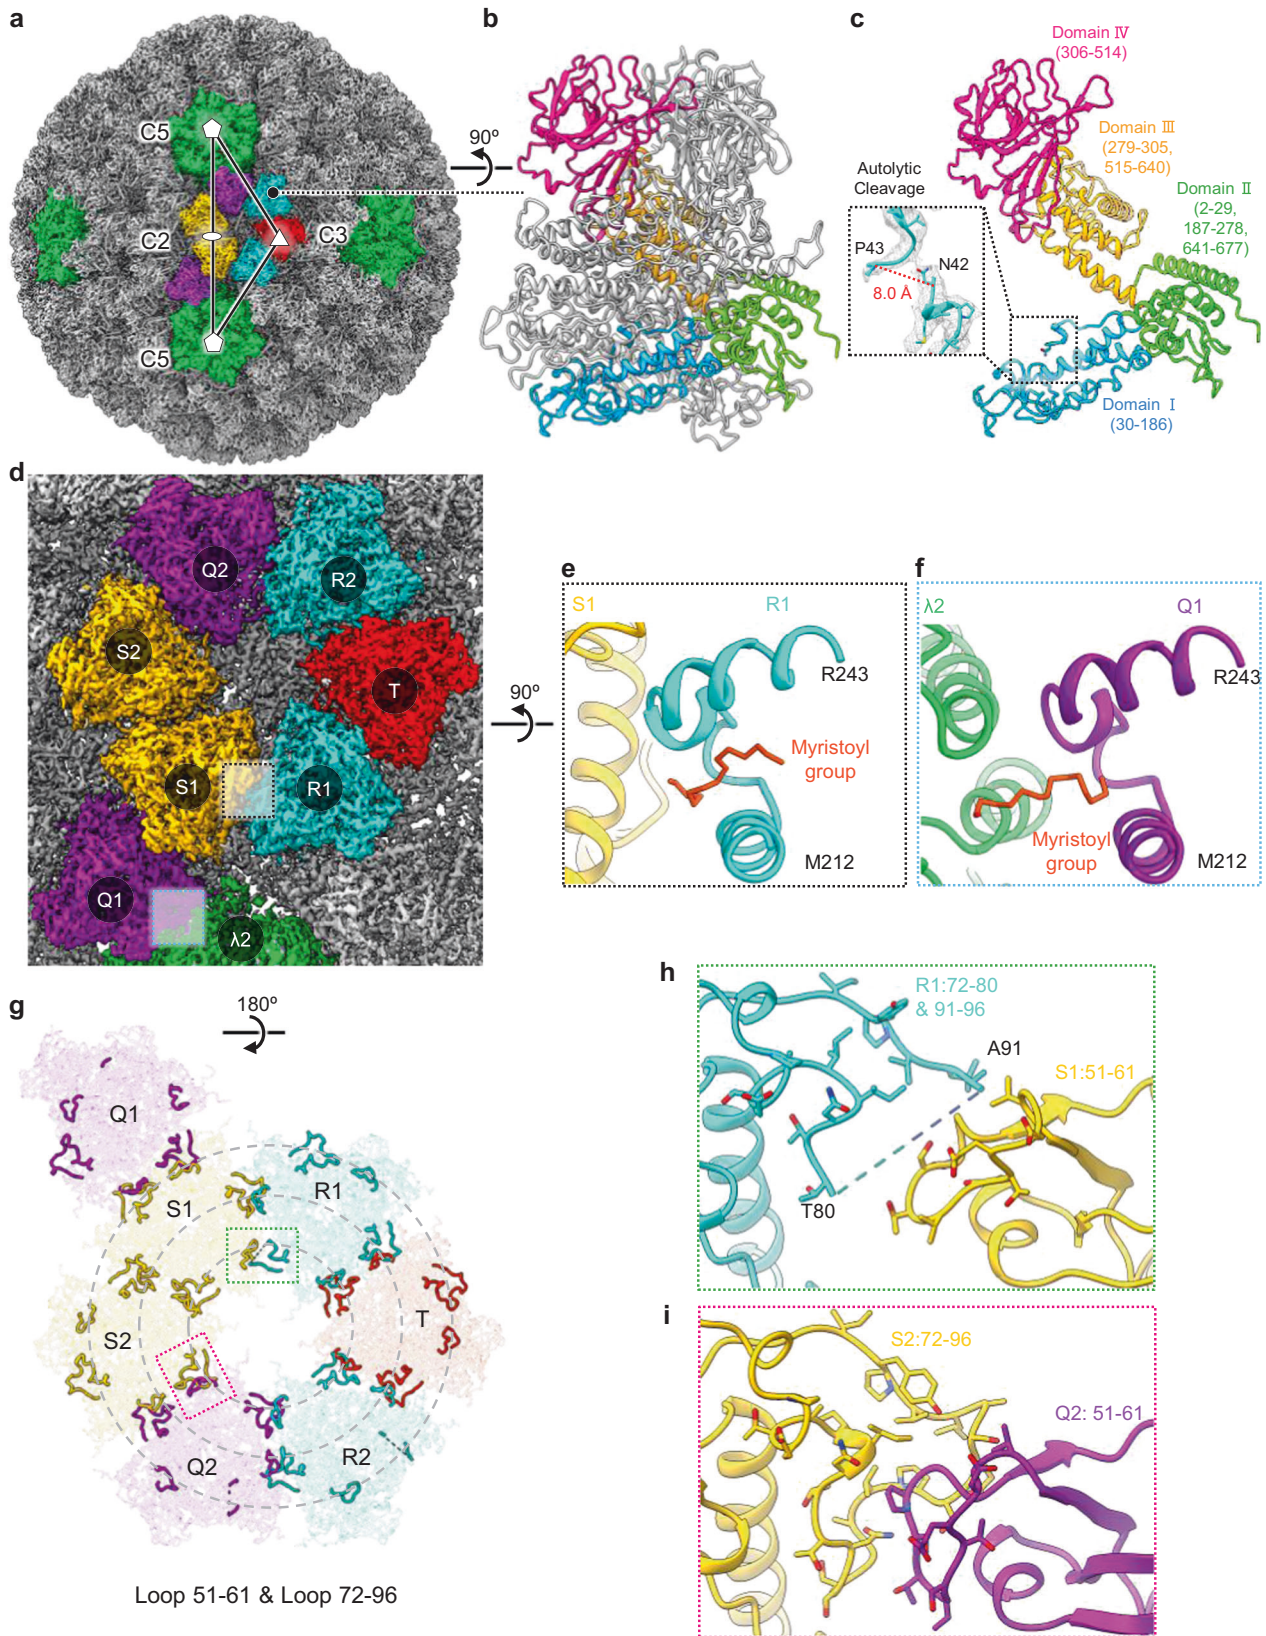 a
C5
C2
C3
C5
90°
b
c
Domain Ⅳ
(306-514)
Domain Ⅲ
(279-305,
515-640)
Domain Ⅱ
(2-29,
187-278,
641-677)
Autolytic
Cleavage
P43
N42
8.0 Å
Domain Ⅰ
(30-186)
d
Q2
R2
S2
T
S1
R1
Q1
λ2
90°
e
S1
R1
R243
Myristoyl
group
M212
f
λ2
Q1
R243
Myristoyl
group
M212
g
180°
Q1
S1
R1
S2
T
Q2
R2
Loop 51-61 & Loop 72-96
h
R1:72-80
& 91-96
A91
S1:51-61
T80
i
S2:72-96
Q2: 51-61